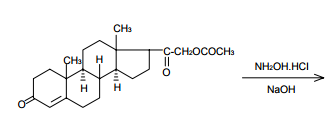 CH3
C-CH2OCOCH3
O
CH3 H
H H
O
NH2OH.HCl
NaOH